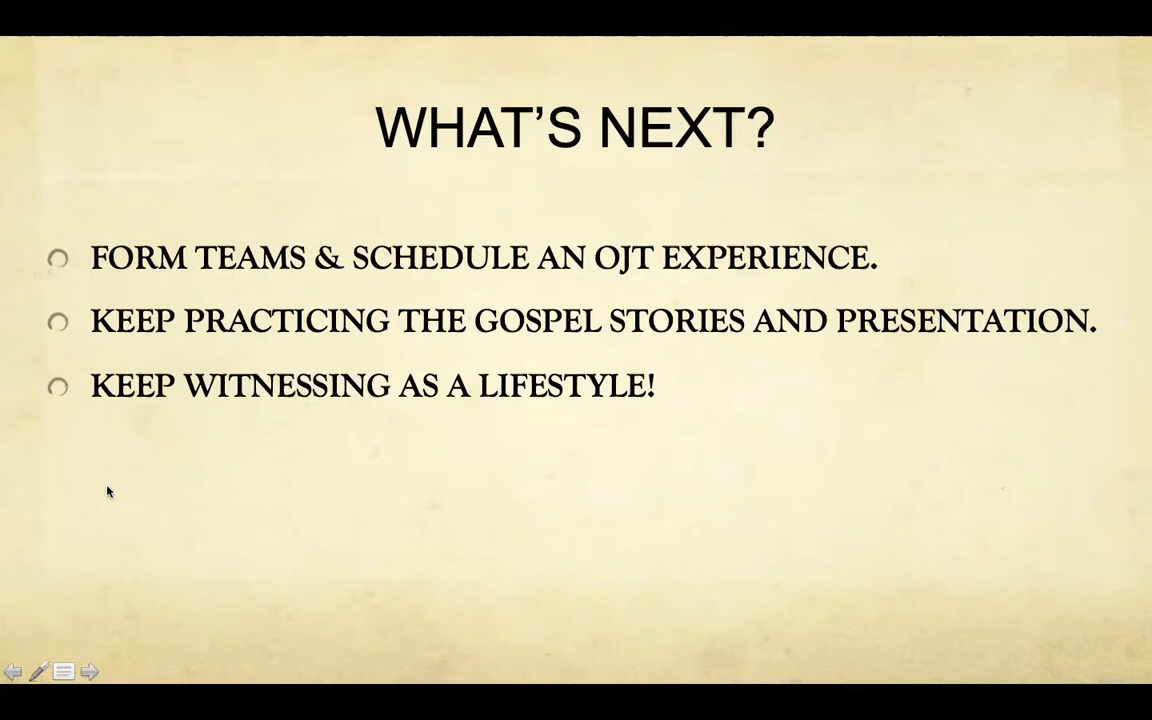 WHAT’S NEXT?
FORM TEAMS & SCHEDULE AN OJT EXPERIENCE.
KEEP PRACTICING THE GOSPEL STORIES AND PRESENTATION.
KEEP WITNESSING AS A LIFESTYLE!